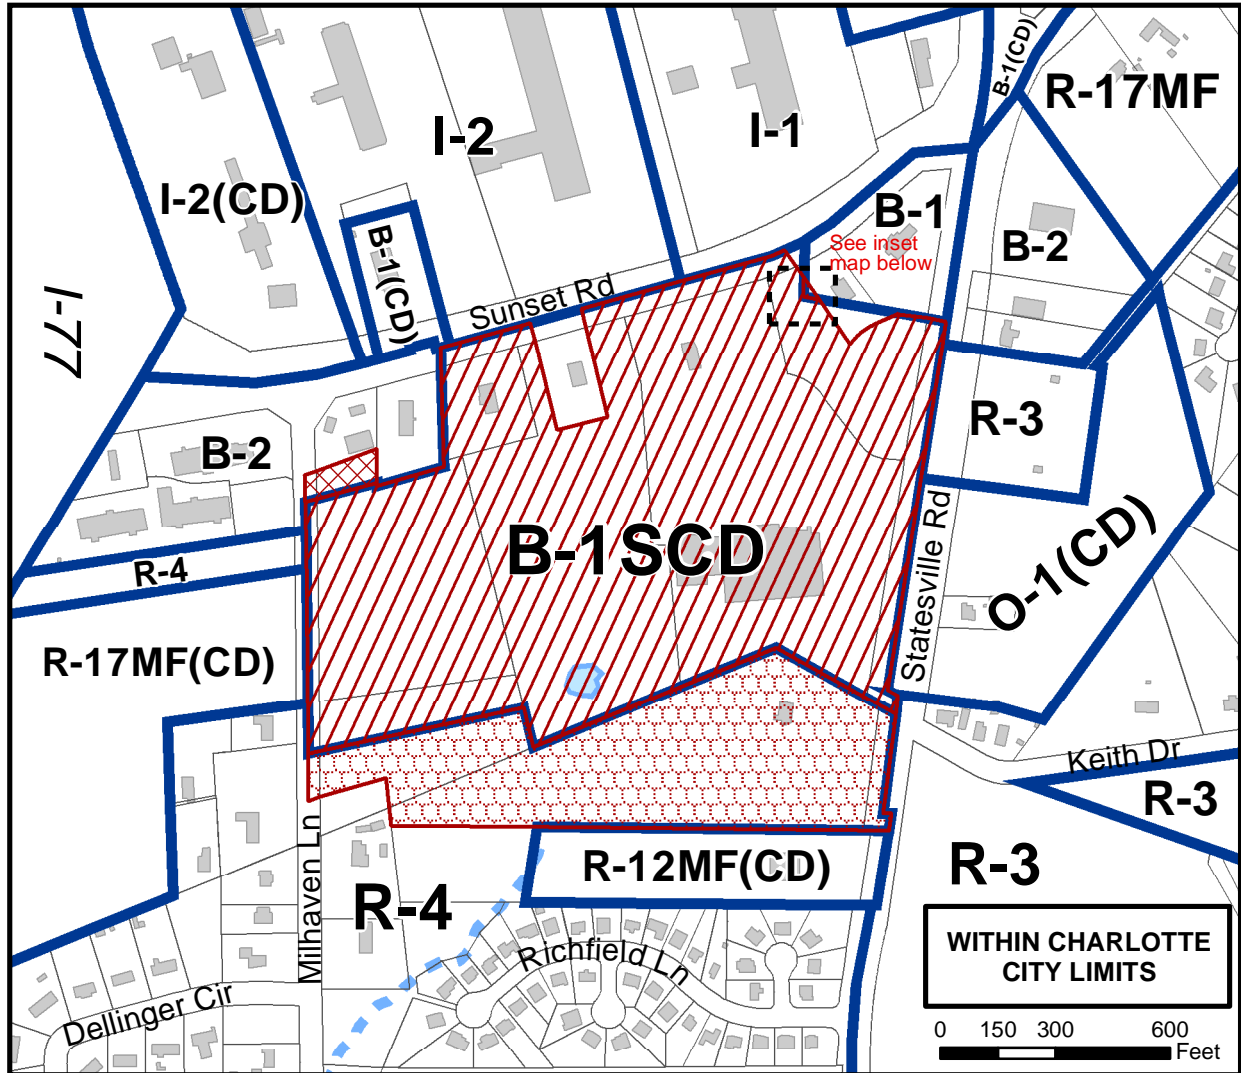 B-1(CD)
R-17MF
I-2
I-1
I-2(CD)
B-1
B-1(CD)
See inset
map below
B-2
I-77
Sunset Rd
R-3
B-2
B-1SCD
Statesville Rd
O-1(CD)
R-4
R-17MF(CD)
Keith Dr
R-3
R-12MF(CD)
R-3
Milhaven Ln
R-4
WITHIN CHARLOTTE
CITY LIMITS
Richfield Ln
Dellinger Cir
0 150 300 600
Feet